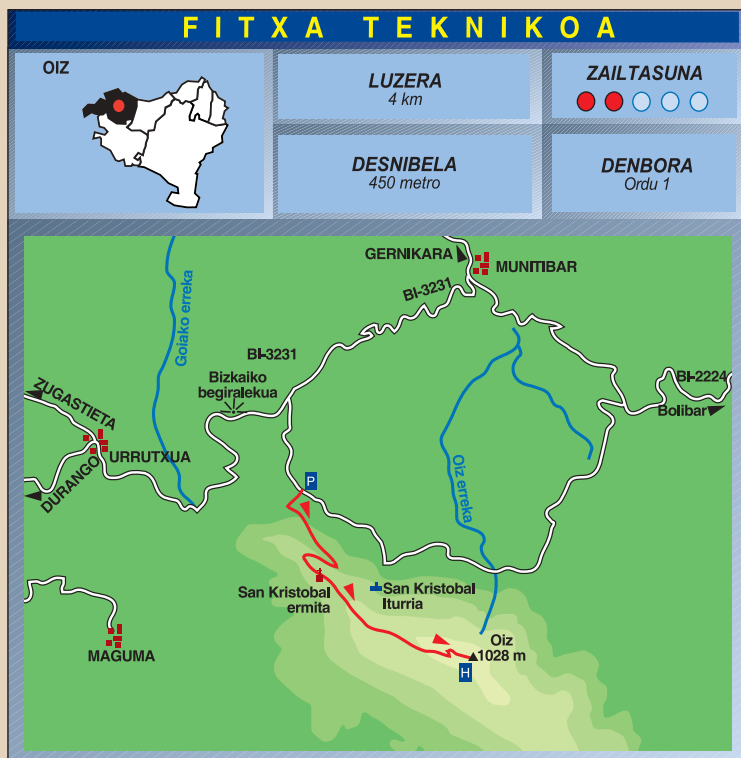 FITXA TEKNIKOA
OIZ
LUZERA
4 km
ZAILTASUNA
DESNIBELA
450 metro
DENBORA
Ordu 1
GERNIKARA
MUNITIBAR
BI-3231
Goiako erreka
BI-3231
Bizkaiko
begiralekua
BI-2224
Bolibar
ZUGASTIETA
URRUTXUA
DURANGO
Oiz erreka
P
San Kristobal
ermita
San Kristobal
Iturria
Oiz
1028 m
H
MAGUMA